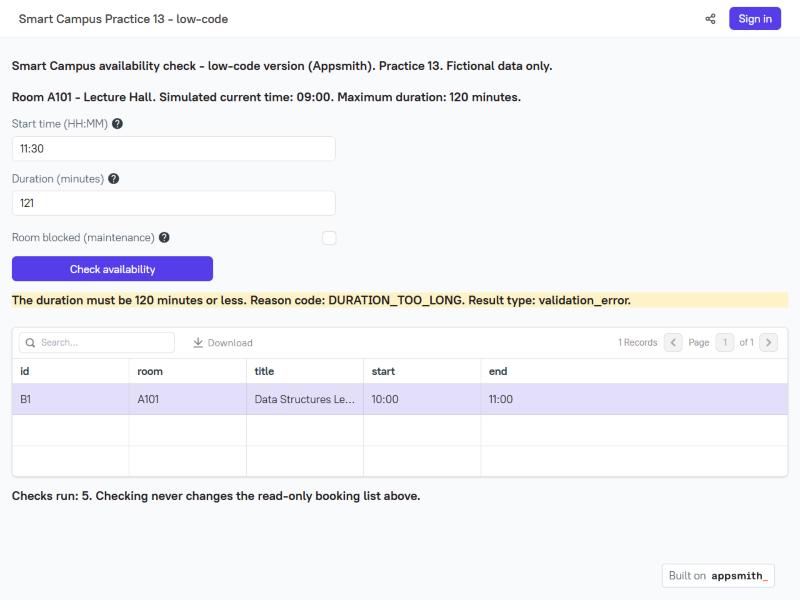 Smart Campus Practice 13 - low-code
Sign in
Smart Campus availability check - low-code version (Appsmith). Practice 13. Fictional data only.
Room A101 - Lecture Hall. Simulated current time: 09:00. Maximum duration: 120 minutes.
Start time (HH:MM) ?
11:30
Duration (minutes) ?
121
Room blocked (maintenance) ?
Check availability
The duration must be 120 minutes or less. Reason code: DURATION_TOO_LONG. Result type: validation_error.
Search... Download 1 Records Page 1 of 1
id room title start end
B1 A101 Data Structures Le... 10:00 11:00
Checks run: 5. Checking never changes the read-only booking list above.
Built on appsmith_